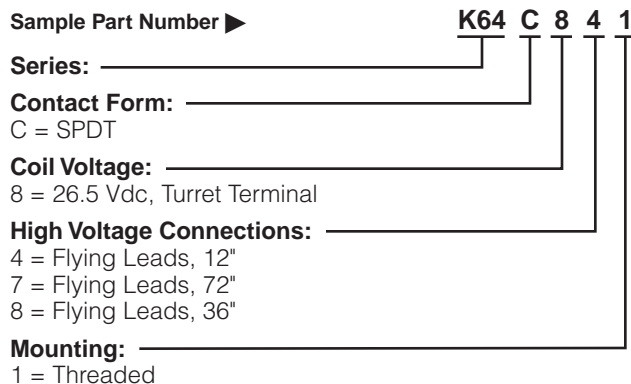 Sample Part Number ▶ K64 C 8 4 1
Series:
Contact Form:
C = SPDT
Coil Voltage:
8 = 26.5 Vdc, Turret Terminal
High Voltage Connections:
4 = Flying Leads, 12"
7 = Flying Leads, 72"
8 = Flying Leads, 36"
Mounting:
1 = Threaded